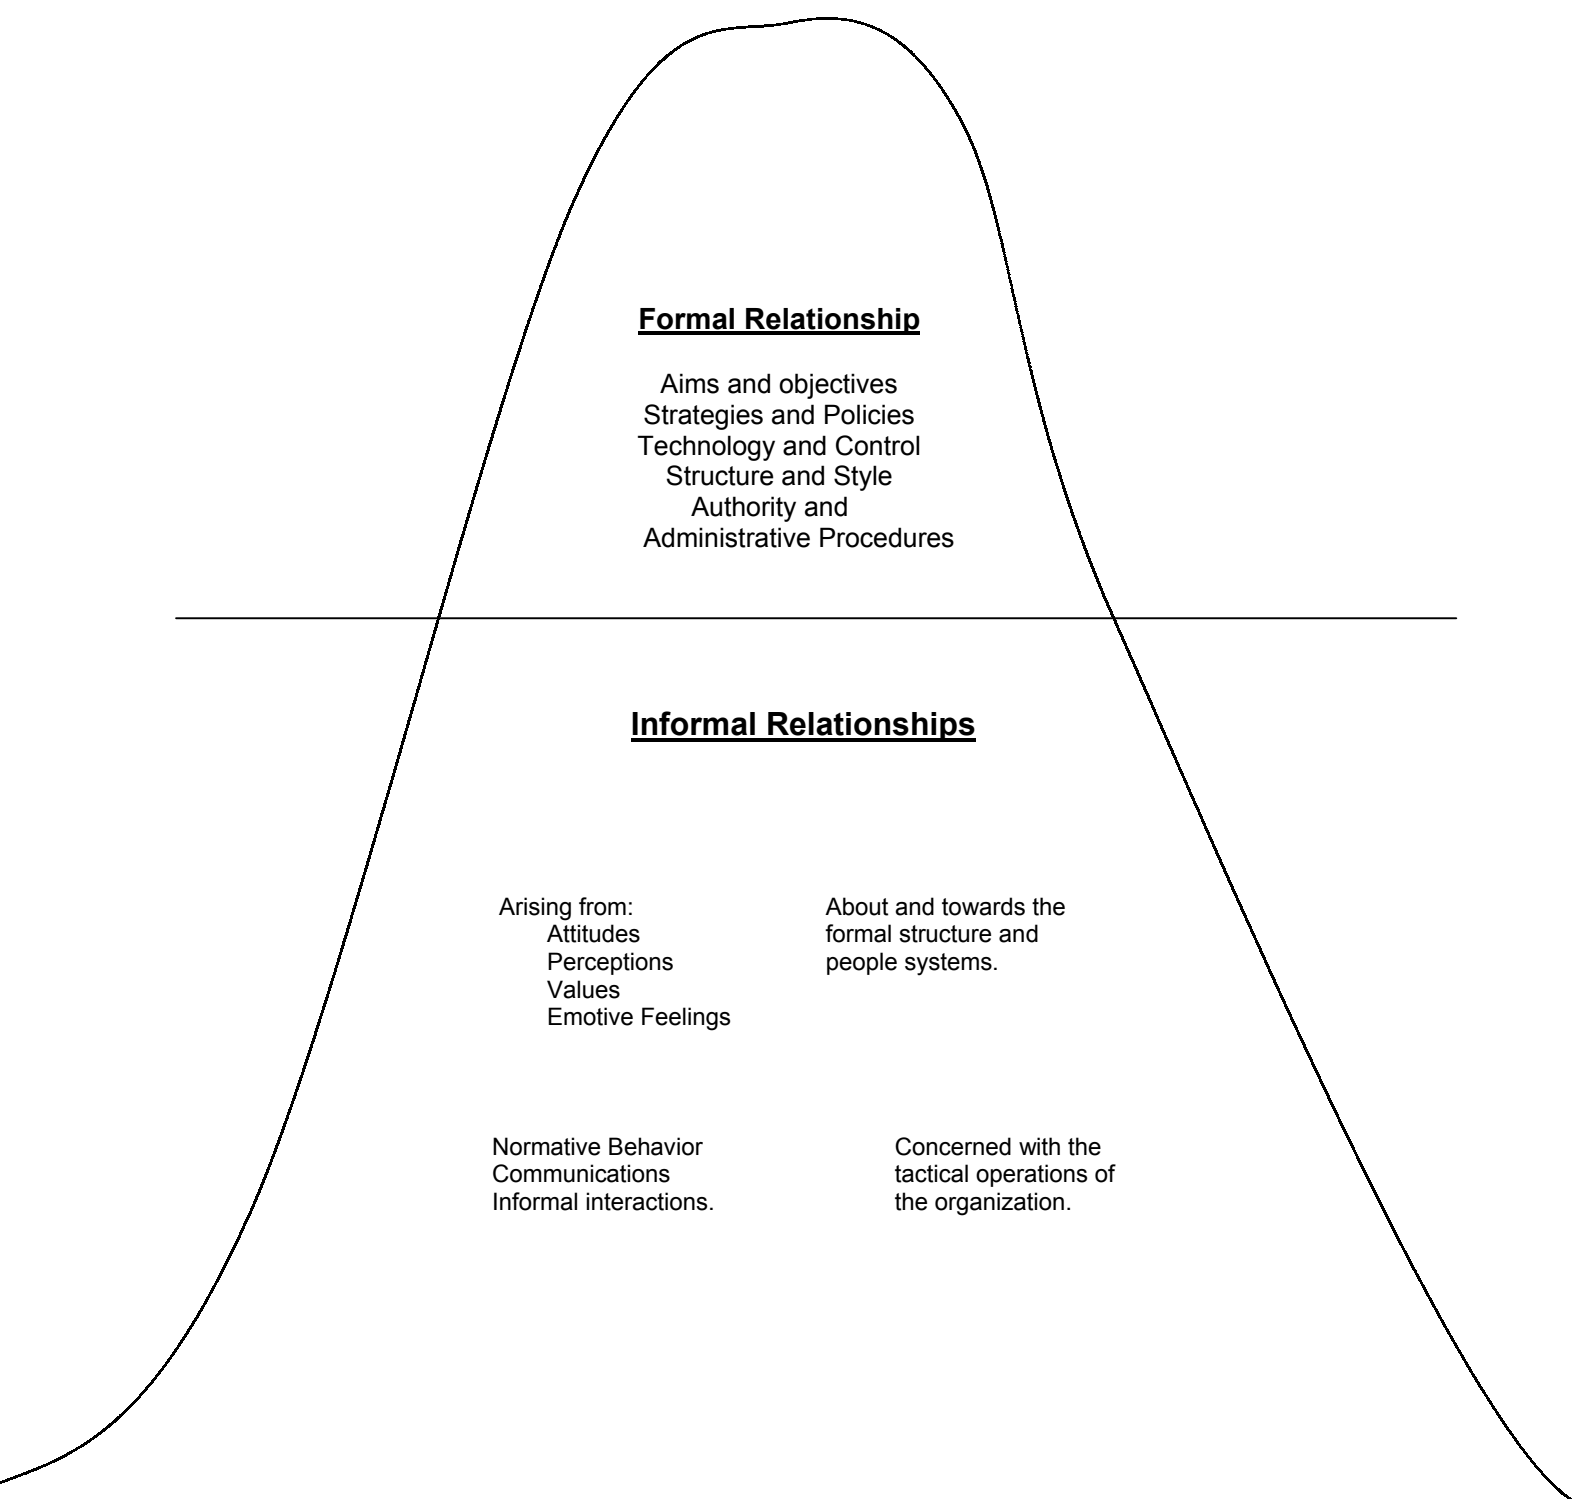 Formal Relationship
Aims and objectives
Strategies and Policies
Technology and Control
Structure and Style
Authority and
Administrative Procedures
Informal Relationships
Arising from:
Attitudes
Perceptions
Values
Emotive Feelings
About and towards the
formal structure and
people systems.
Normative Behavior
Communications
Informal interactions.
Concerned with the
tactical operations of
the organization.